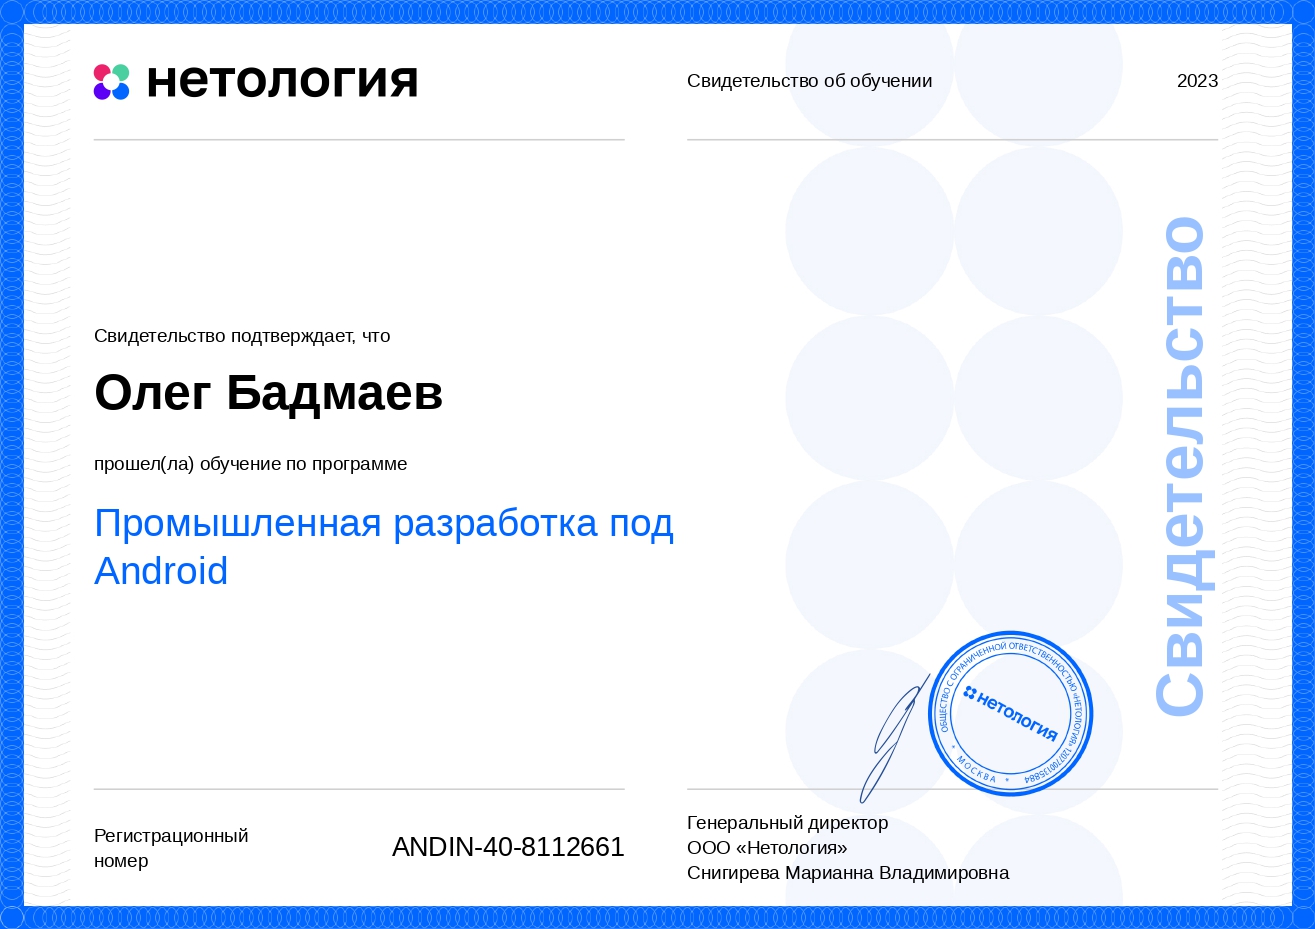 нетология
Свидетельство об обучении
2023
Свидетельство подтверждает, что
Олег Бадмаев
прошел(ла) обучение по программе
Промышленная разработка под
Android
Свидетельство
ОБЩЕСТВО С ОГРАНИЧЕННОЙ ОТВЕТСТВЕННОСТЬЮ «НЕТОЛОГИЯ» 1207700135884
* МОСКВА *
нетология
Регистрационный
номер
ANDIN-40-8112661
Генеральный директор
ООО «Нетология»
Снигирева Марианна Владимировна